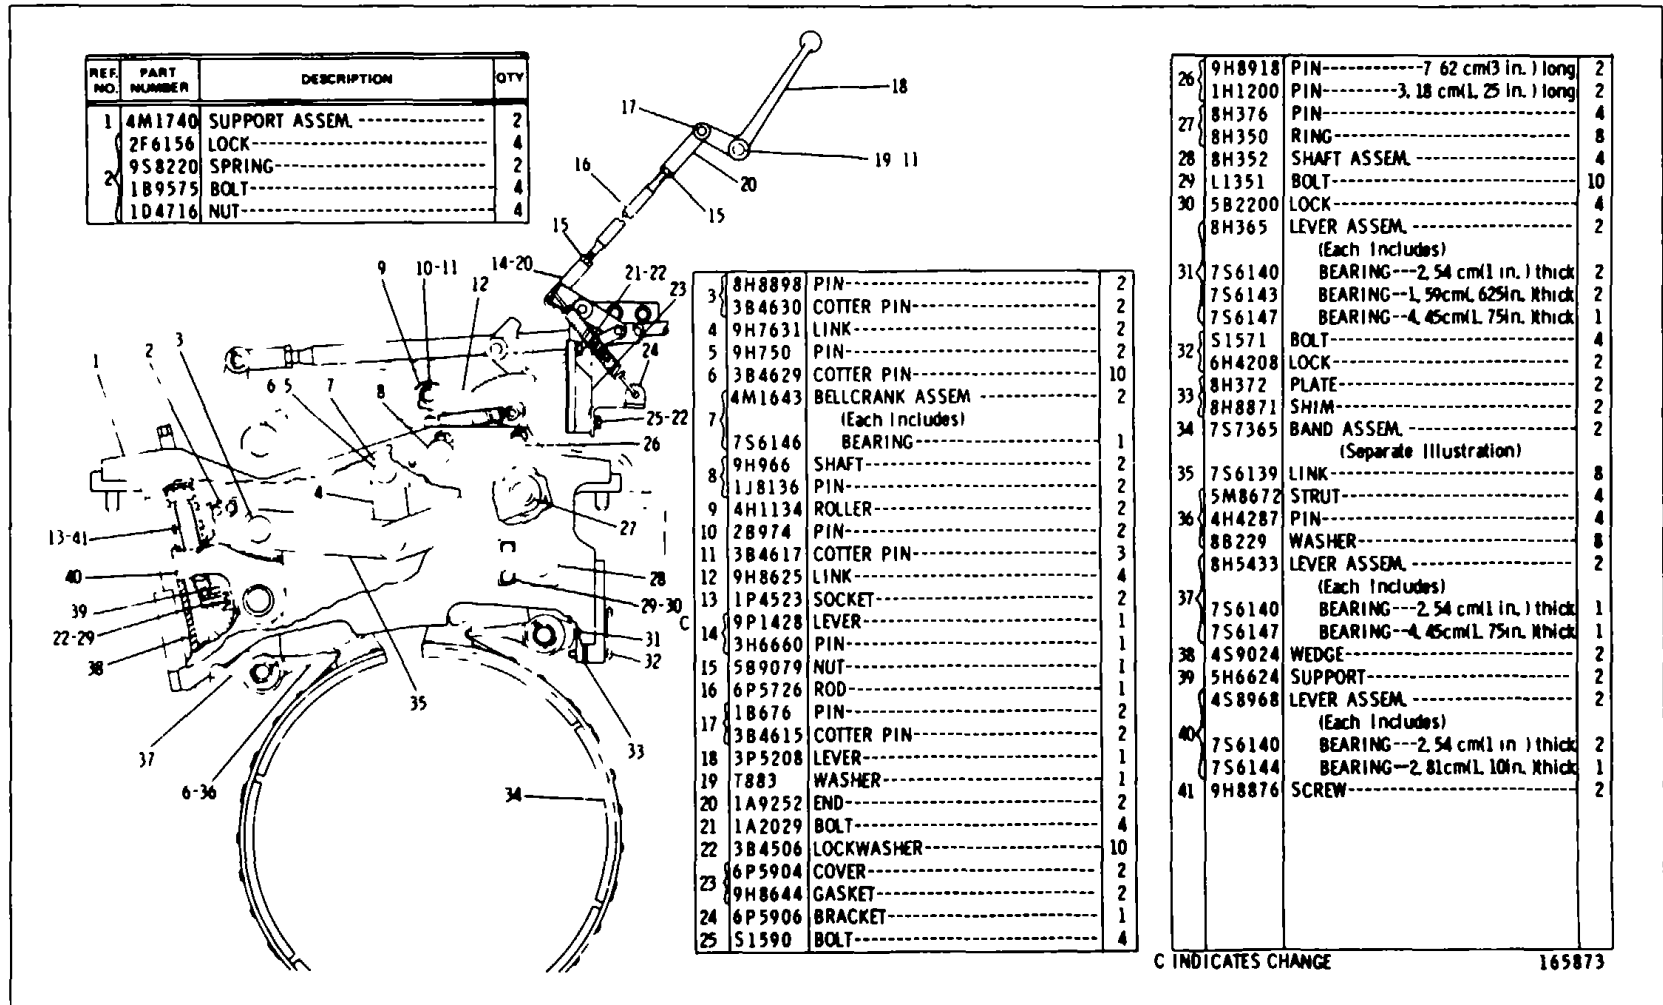 REF. NO. PART NUMBER DESCRIPTION QTY
1 4M1740 SUPPORT ASSEM. 2
2 2F6156 LOCK 4
9S8220 SPRING 2
1B9575 BOLT 4
1D4716 NUT 4
17
18
19 11
20
16
15
15
14-20
9
10-11
12
21-22
23
24
1
2
3
6 5
7
8
25-22
26
4
27
13-41
40
39
22-29
38
28
29-30
31
32
35
33
37
6-36
34
3 8H8898 PIN 2
3B4630 COTTER PIN 2
4 9H7631 LINK 2
5 9H750 PIN 2
6 3B4629 COTTER PIN 10
7 4M1643 BELLCRANK ASSEM 2
(Each Includes)
7S6146 BEARING 1
8 9H966 SHAFT 2
1J8136 PIN 2
9 4H1134 ROLLER 2
10 2B974 PIN 2
11 3B4617 COTTER PIN 3
12 9H8625 LINK 4
13 1P4523 SOCKET 2
C 14 9P1428 LEVER 1
3H6660 PIN 1
15 5B9079 NUT 1
16 6P5726 ROD 1
17 1B676 PIN 2
3B4615 COTTER PIN 2
18 3P5208 LEVER 1
19 T883 WASHER 1
20 1A9252 END 2
21 1A2029 BOLT 4
22 3B4506 LOCKWASHER 10
23 6P5904 COVER 2
9H8644 GASKET 2
24 6P5906 BRACKET 1
25 S1590 BOLT 4
26 9H8918 PIN 7 62 cm(3 in. ) long 2
1H1200 PIN 3. 18 cm(1. 25 in. ) long 2
27 8H376 PIN 4
8H350 RING 8
28 8H352 SHAFT ASSEM. 4
29 L1351 BOLT 10
30 5B2200 LOCK 4
31 8H365 LEVER ASSEM. 2
(Each Includes)
7S6140 BEARING---2. 54 cm(1 in. ) thick 2
7S6143 BEARING--1. 59cm(. 625in. )thick 2
7S6147 BEARING--4. 45cm(1. 75in. )thick 1
32 S1571 BOLT 4
6H4208 LOCK 2
33 8H372 PLATE 2
8H8871 SHIM 2
34 7S7365 BAND ASSEM. 2
(Separate Illustration)
35 7S6139 LINK 8
36 5M8672 STRUT 4
4H4287 PIN 4
8B229 WASHER 8
37 8H5433 LEVER ASSEM. 2
(Each Includes)
7S6140 BEARING---2. 54 cm(1 in. ) thick 1
7S6147 BEARING--4. 45cm(1. 75in. )thick 1
38 4S9024 WEDGE 2
39 5H6624 SUPPORT 2
40 4S8968 LEVER ASSEM. 2
(Each Includes)
7S6140 BEARING---2. 54 cm(1 in. ) thick 2
7S6144 BEARING--2. 81cm(1. 10in. )thick 1
41 9H8876 SCREW 2
C INDICATES CHANGE 165873